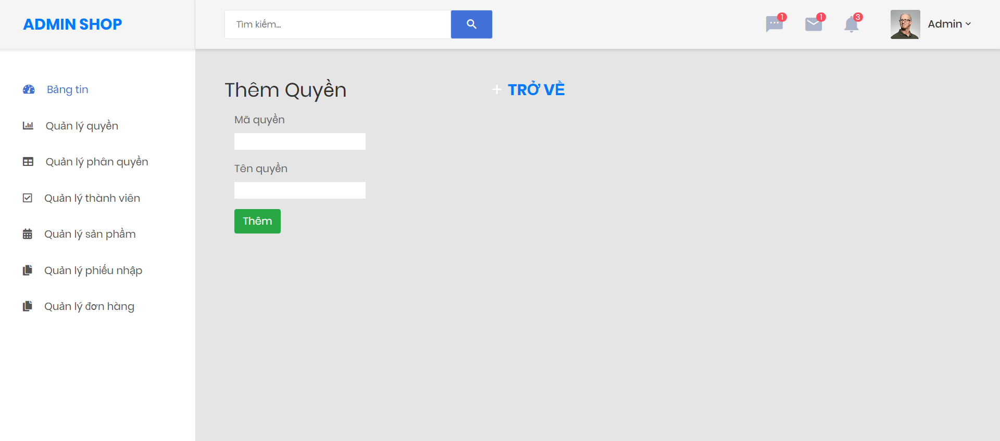 ADMIN SHOP
Tìm kiếm...
1
1
3
Admin
Bảng tin
Quản lý quyền
Quản lý phân quyền
Quản lý thành viên
Quản lý sản phẩm
Quản lý phiếu nhập
Quản lý đơn hàng
Thêm Quyền
+ TRỞ VỀ
Mã quyền
Tên quyền
Thêm